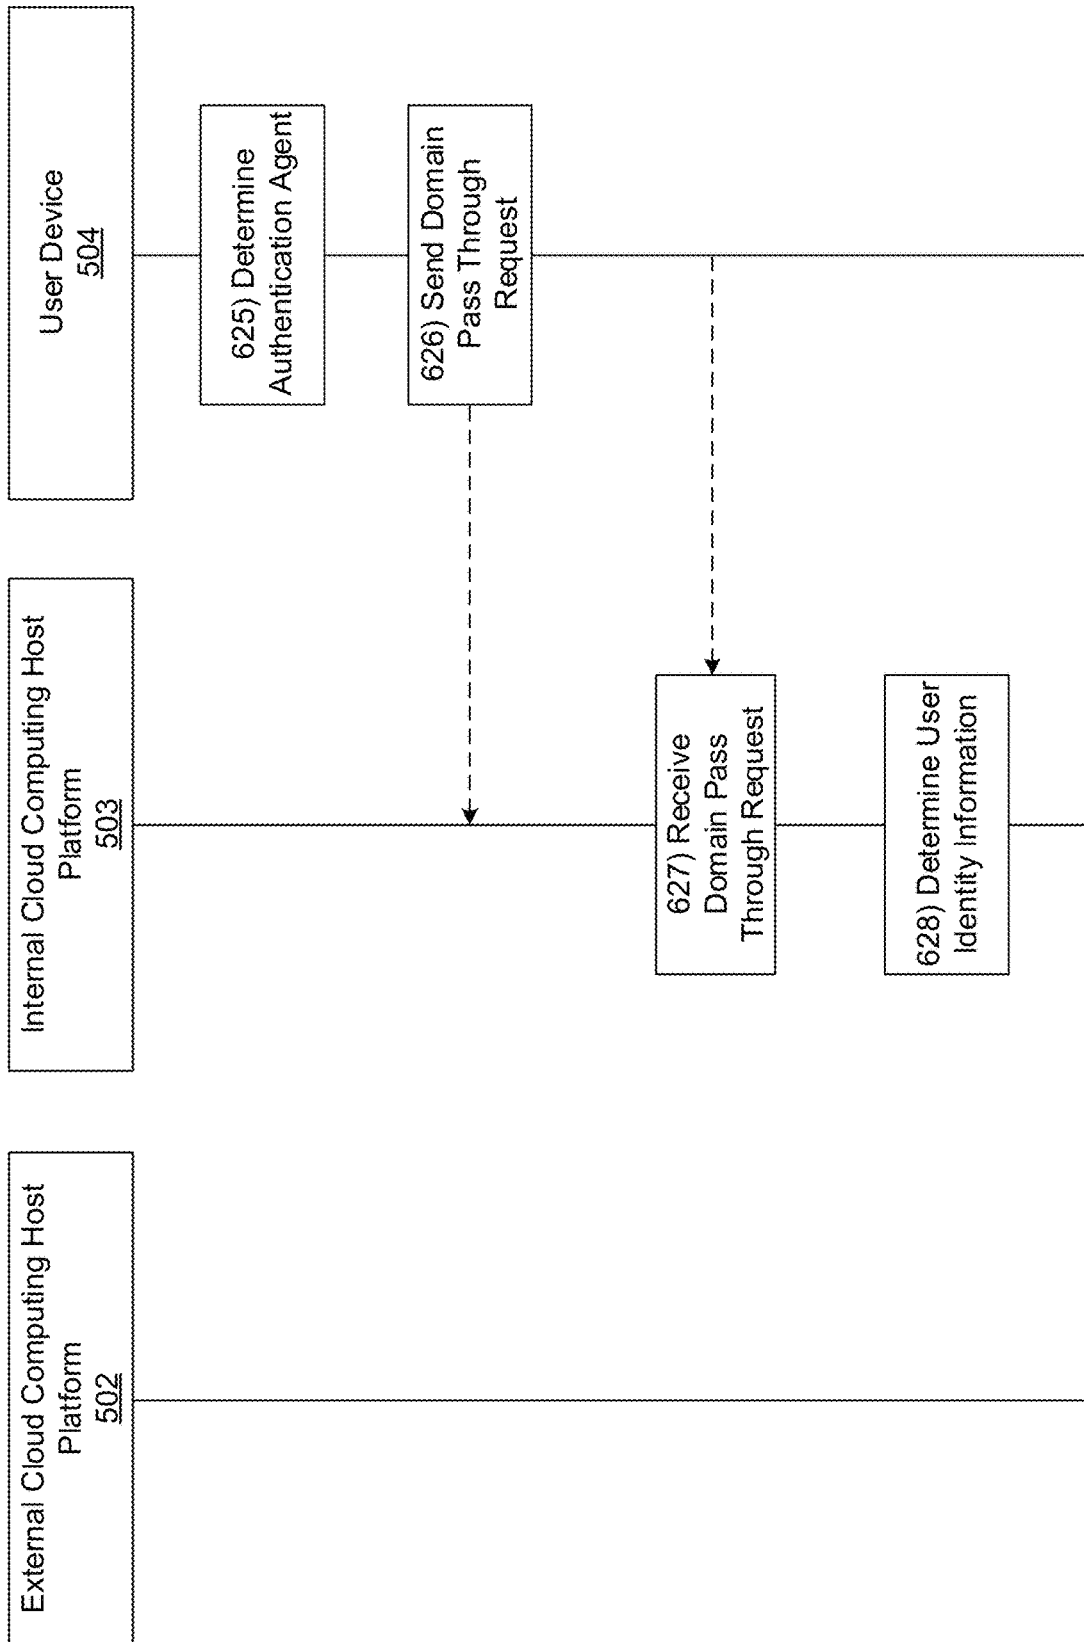 External Cloud Computing Host
Platform
502
Internal Cloud Computing Host
Platform
503
User Device
504
625) Determine
Authentication Agent
626) Send Domain
Pass Through
Request
627) Receive
Domain Pass
Through Request
628) Determine User
Identity Information